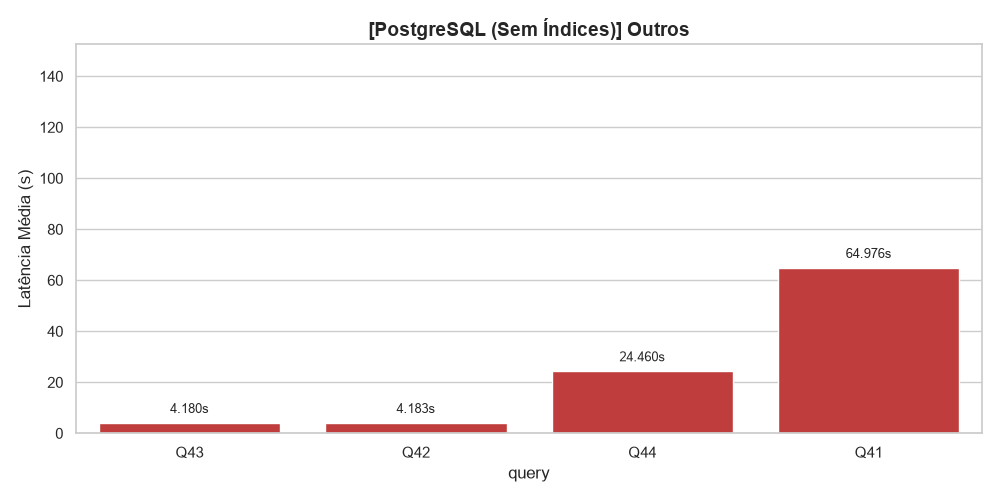 [PostgreSQL (Sem Índices)] Outros
Latência Média (s)
140
120
100
80
60
40
20
0
4.180s
4.183s
24.460s
64.976s
Q43
Q42
Q44
Q41
query